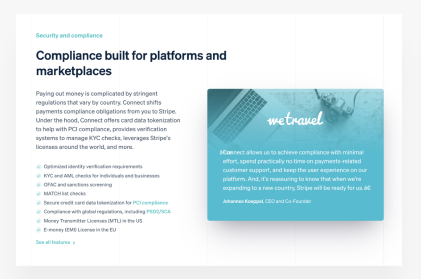 Security and compliance
Compliance built for platforms and
marketplaces
Paying out money is complicated by stringent
regulations that vary by country. Connect shifts
payments compliance obligations from you to Stripe.
Under the hood, Connect offers card data tokenization
to help with PCI compliance, provides verification
systems to manage KYC checks, leverages Stripe's
licenses around the world, and more.
Optimized identity verification requirements
KYC and AML checks for individuals and businesses
OFAC and sanctions screening
MATCH list checks
Secure credit card data tokenization for PCI compliance
Compliance with global regulations, including PSD2/SCA
Money Transmitter Licenses (MTL) in the US
E-money (EMI) License in the EU
See all features
wetravel
Connect allows us to achieve compliance with minimal
effort, spend practically no time on payments-related
customer support, and keep the user experience on our
platform. And, it's reassuring to know that when we're
expanding to a new country, Stripe will be ready for us.
Johannes Koeppel, CEO and Co-Founder